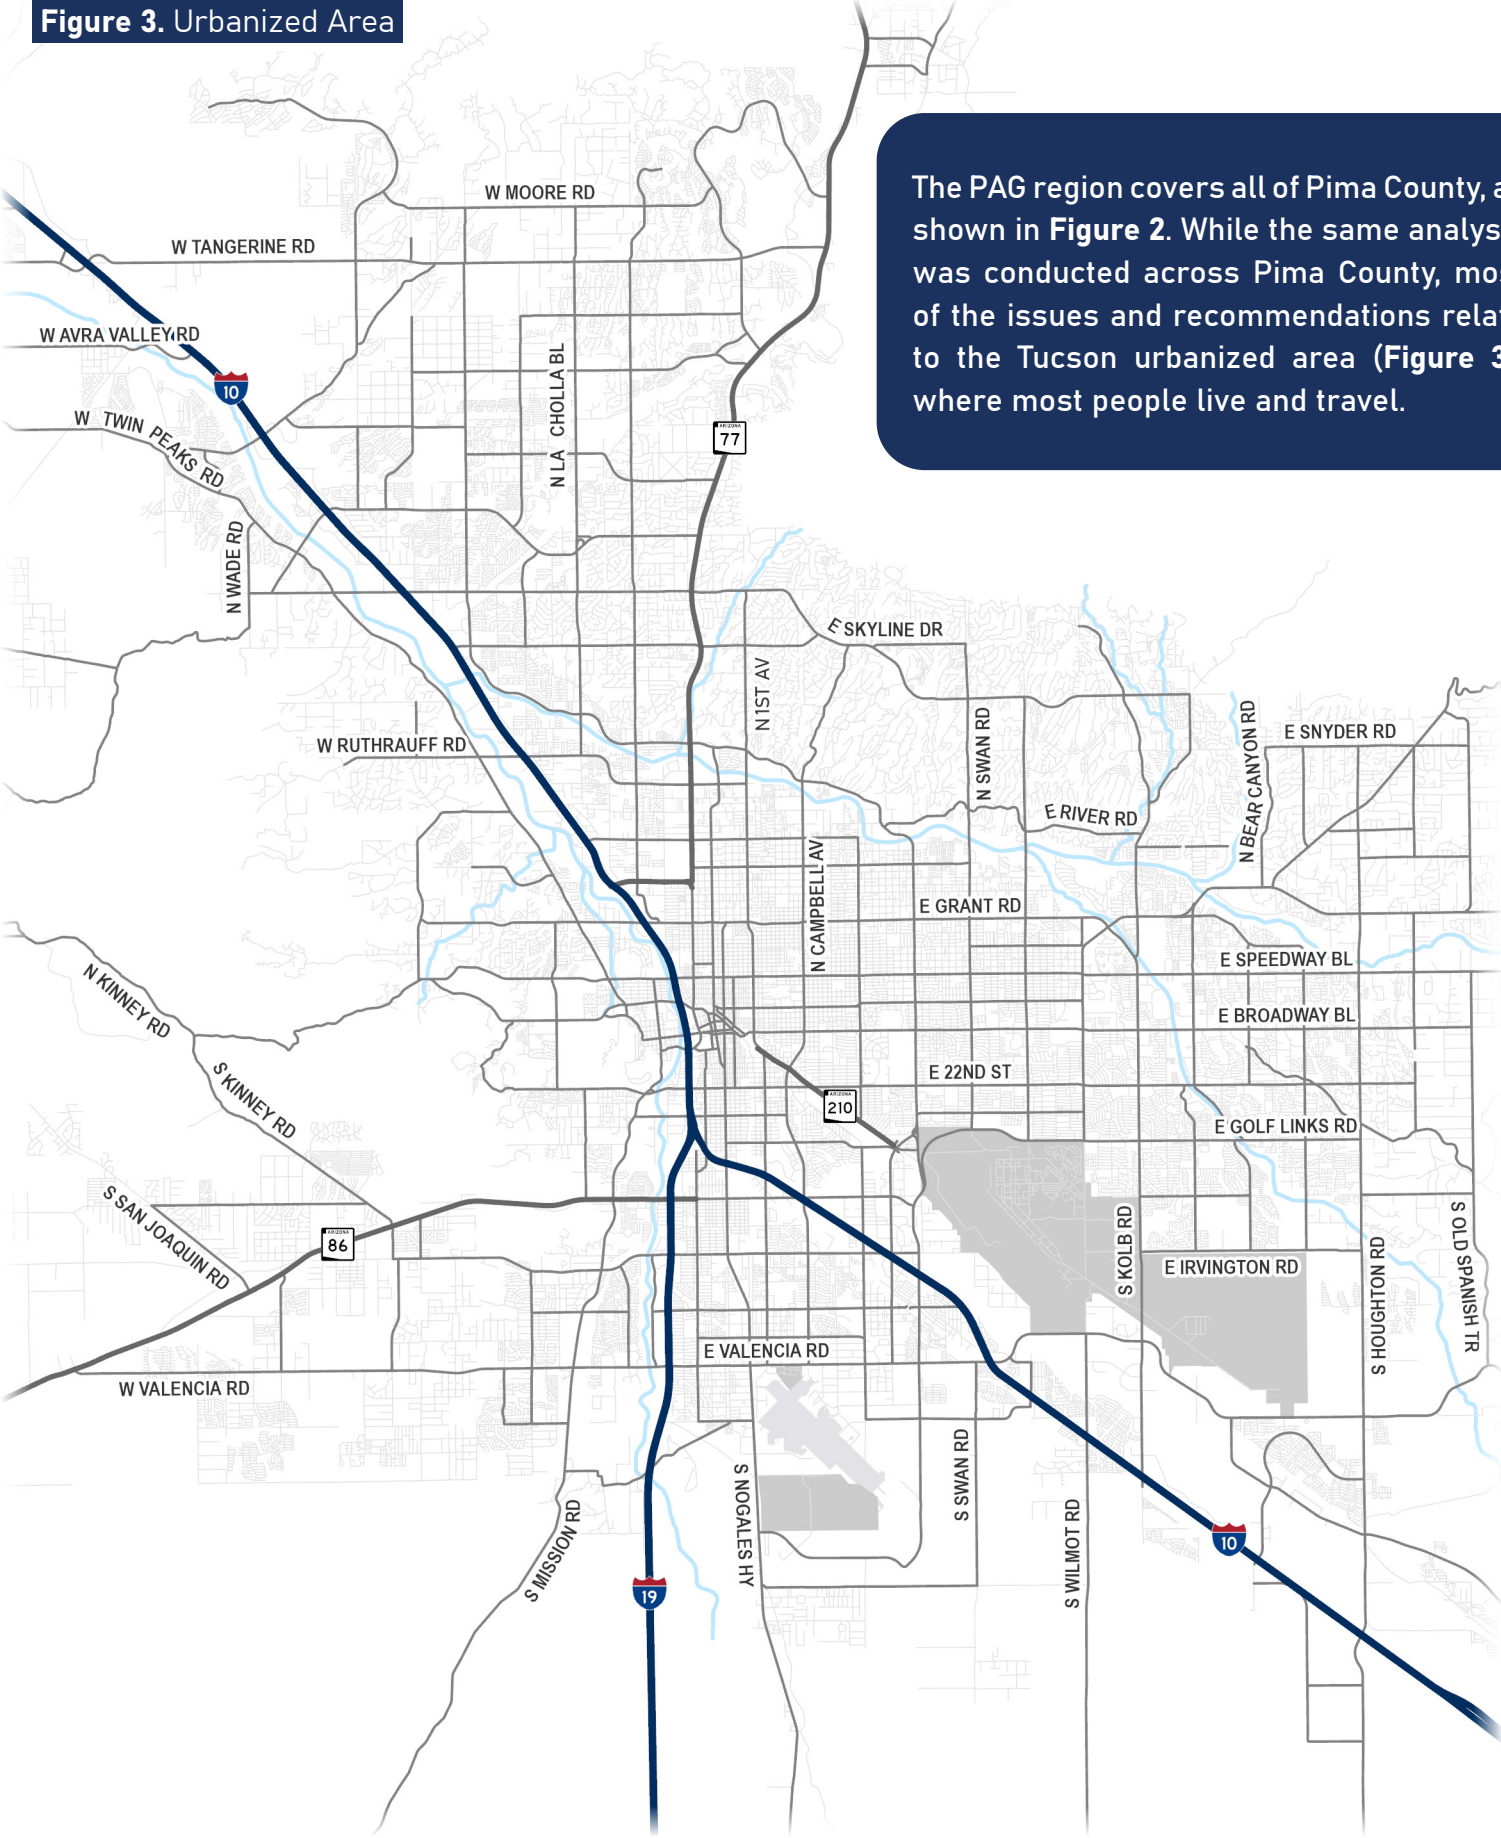 Figure 3. Urbanized Area
The PAG region covers all of Pima County, a
shown in Figure 2. While the same analys
was conducted across Pima County, mos
of the issues and recommendations relat
to the Tucson urbanized area (Figure 3
where most people live and travel.
W MOORE RD
W TANGERINE RD
W AVRA VALLEY RD
10
W TWIN PEAKS RD
N LA CHOLLA BL
ARIZONA
77
N WADE RD
E SKYLINE DR
N 1ST AV
W RUTHRAUFF RD
N SWAN RD
N BEAR CANYON RD
E SNYDER RD
E RIVER RD
N CAMPBELL AV
E GRANT RD
E SPEEDWAY BL
N KINNEY RD
E BROADWAY BL
S KINNEY RD
E 22ND ST
ARIZONA
210
E GOLF LINKS RD
S SAN JOAQUIN RD
ARIZONA
86
S KOLB RD
E IRVINGTON RD
S HOUGHTON RD
S OLD SPANISH TR
E VALENCIA RD
W VALENCIA RD
S MISSION RD
S NOGALES HY
S SWAN RD
S WILMOT RD
10
19